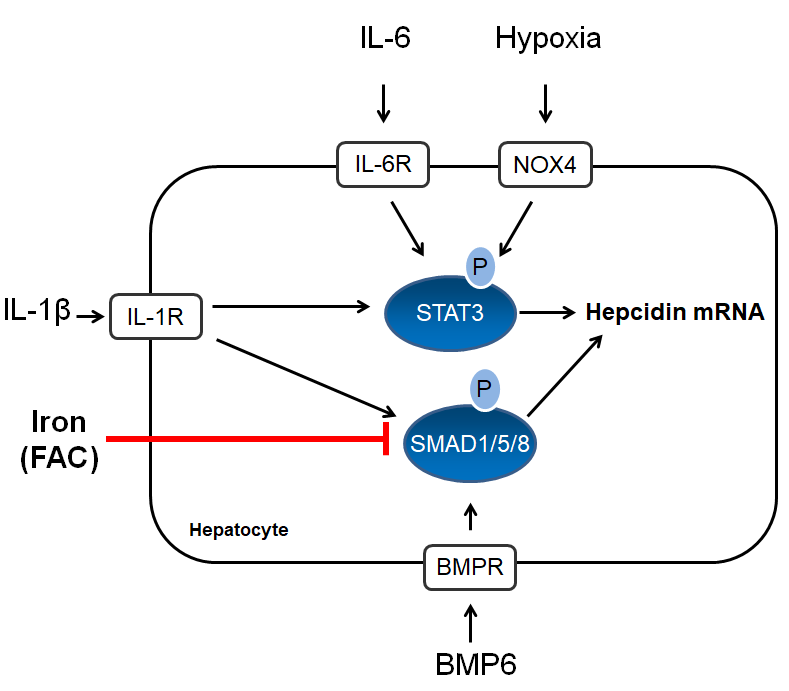 IL-6
Hypoxia
IL-6R
NOX4
P
IL-1β
IL-1R
STAT3
Hepcidin mRNA
P
Iron
(FAC)
SMAD1/5/8
Hepatocyte
BMPR
BMP6